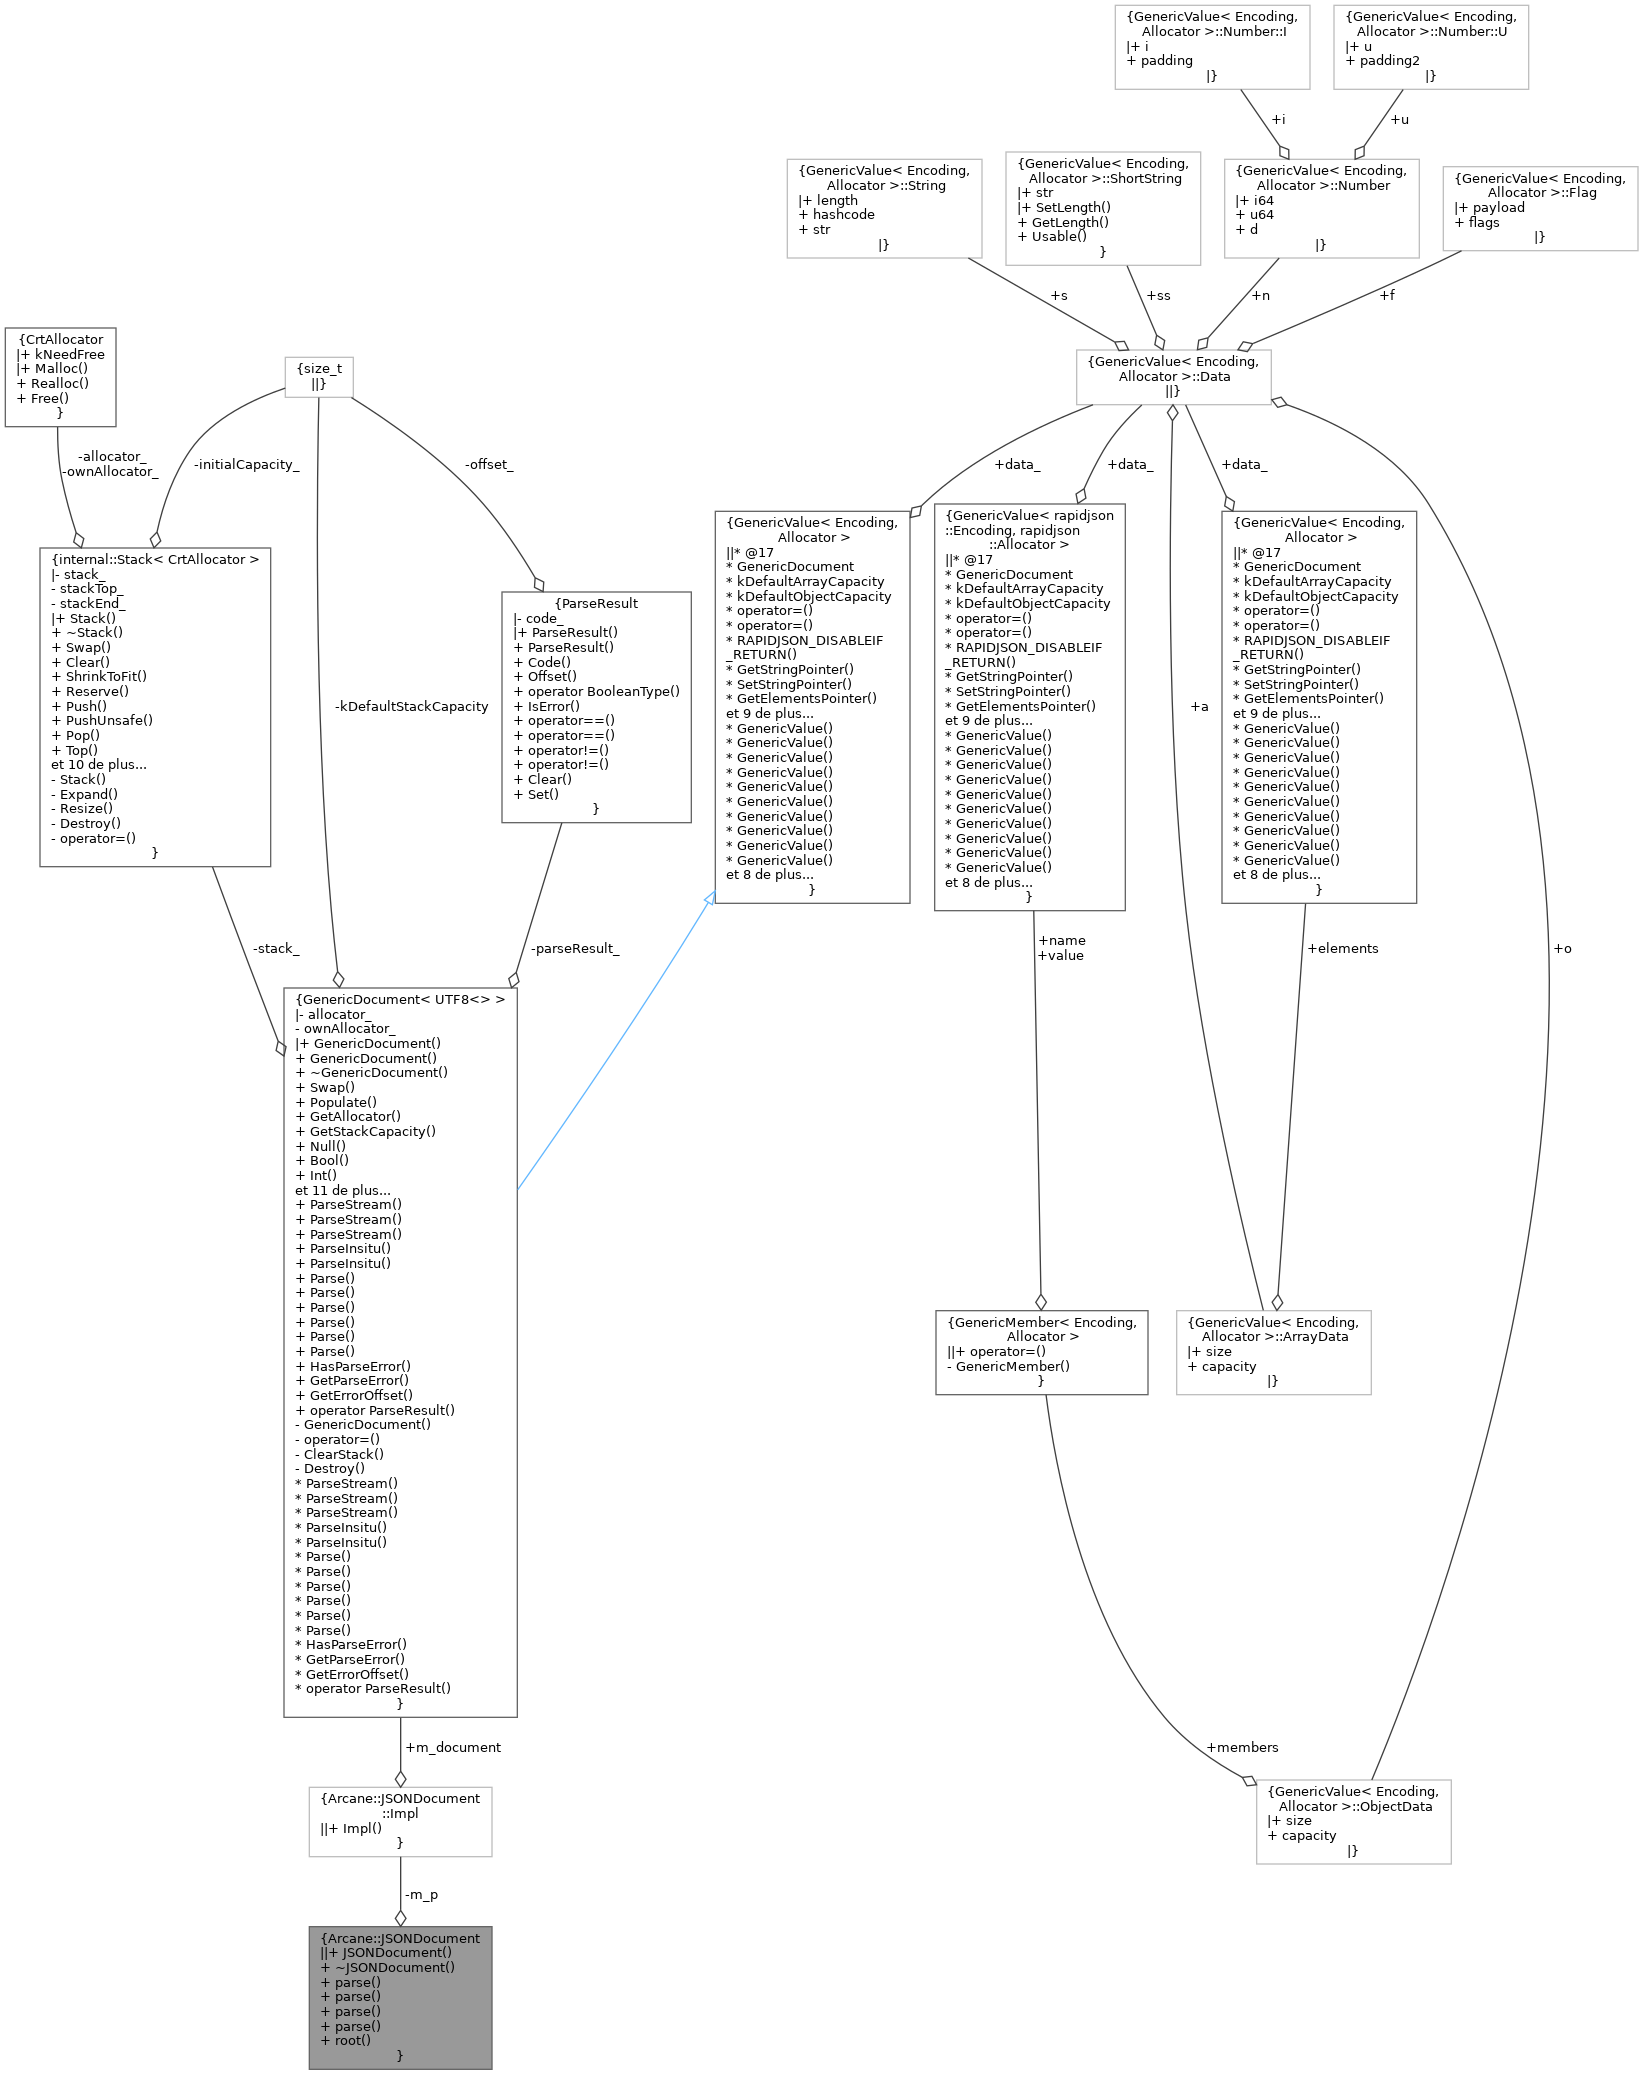 {GenericValue< Encoding,
Allocator >::Number::I
|+ i
+ padding
|}
{GenericValue< Encoding,
Allocator >::Number::U
|+ u
+ padding2
|}
+i
+u
{GenericValue< Encoding,
Allocator >::String
|+ length
+ hashcode
+ str
|}
{GenericValue< Encoding,
Allocator >::ShortString
|+ str
|+ SetLength()
+ GetLength()
+ Usable()
}
{GenericValue< Encoding,
Allocator >::Number
|+ i64
+ u64
+ d
|}
{GenericValue< Encoding,
Allocator >::Flag
|+ payload
+ flags
|}
+s
+ss
+n
+f
{CrtAllocator
|+ kNeedFree
|+ Malloc()
+ Realloc()
+ Free()
}
{size_t
||}
{GenericValue< Encoding,
Allocator >::Data
||}
-allocator_
-ownAllocator_
-initialCapacity_
-offset_
+data_
+data_
+data_
{internal::Stack< CrtAllocator >
|- stack_
- stackTop_
- stackEnd_
|+ Stack()
+ ~Stack()
+ Swap()
+ Clear()
+ ShrinkToFit()
+ Reserve()
+ Push()
+ PushUnsafe()
+ Pop()
+ Top()
et 10 de plus...
- Stack()
- Expand()
- Resize()
- Destroy()
- operator=()
}
-kDefaultStackCapacity
{ParseResult
|- code_
|+ ParseResult()
+ ParseResult()
+ Code()
+ Offset()
+ operator BooleanType()
+ IsError()
+ operator==()
+ operator==()
+ operator!=()
+ operator!=()
+ Clear()
+ Set()
}
{GenericValue< Encoding,
Allocator >
||* @17
* GenericDocument
* kDefaultArrayCapacity
* kDefaultObjectCapacity
* operator=()
* operator=()
* RAPIDJSON_DISABLEIF
_RETURN()
* GetStringPointer()
* SetStringPointer()
* GetElementsPointer()
et 9 de plus...
* GenericValue()
* GenericValue()
* GenericValue()
* GenericValue()
* GenericValue()
* GenericValue()
* GenericValue()
* GenericValue()
* GenericValue()
* GenericValue()
et 8 de plus...
}
{GenericValue< rapidjson
::Encoding, rapidjson
::Allocator >
||* @17
* GenericDocument
* kDefaultArrayCapacity
* kDefaultObjectCapacity
* operator=()
* operator=()
* RAPIDJSON_DISABLEIF
_RETURN()
* GetStringPointer()
* SetStringPointer()
* GetElementsPointer()
et 9 de plus...
* GenericValue()
* GenericValue()
* GenericValue()
* GenericValue()
* GenericValue()
* GenericValue()
* GenericValue()
* GenericValue()
* GenericValue()
* GenericValue()
et 8 de plus...
}
+a
{GenericValue< Encoding,
Allocator >
||* @17
* GenericDocument
* kDefaultArrayCapacity
* kDefaultObjectCapacity
* operator=()
* operator=()
* RAPIDJSON_DISABLEIF
_RETURN()
* GetStringPointer()
* SetStringPointer()
* GetElementsPointer()
et 9 de plus...
* GenericValue()
* GenericValue()
* GenericValue()
* GenericValue()
* GenericValue()
* GenericValue()
* GenericValue()
* GenericValue()
* GenericValue()
* GenericValue()
et 8 de plus...
}
-stack_
-parseResult_
+name
+value
+elements
+o
{GenericDocument< UTF8<> >
|- allocator_
- ownAllocator_
|+ GenericDocument()
+ GenericDocument()
+ ~GenericDocument()
+ Swap()
+ Populate()
+ GetAllocator()
+ GetStackCapacity()
+ Null()
+ Bool()
+ Int()
et 11 de plus...
+ ParseStream()
+ ParseStream()
+ ParseStream()
+ ParseInsitu()
+ ParseInsitu()
+ Parse()
+ Parse()
+ Parse()
+ Parse()
+ Parse()
+ Parse()
+ HasParseError()
+ GetParseError()
+ GetErrorOffset()
+ operator ParseResult()
- GenericDocument()
- operator=()
- ClearStack()
- Destroy()
* ParseStream()
* ParseStream()
* ParseStream()
* ParseInsitu()
* ParseInsitu()
* Parse()
* Parse()
* Parse()
* Parse()
* Parse()
* Parse()
* HasParseError()
* GetParseError()
* GetErrorOffset()
* operator ParseResult()
}
{GenericMember< Encoding,
Allocator >
||+ operator=()
- GenericMember()
}
{GenericValue< Encoding,
Allocator >::ArrayData
|+ size
+ capacity
|}
+m_document
+members
{Arcane::JSONDocument
::Impl
||+ Impl()
}
{GenericValue< Encoding,
Allocator >::ObjectData
|+ size
+ capacity
|}
-m_p
{Arcane::JSONDocument
||+ JSONDocument()
+ ~JSONDocument()
+ parse()
+ parse()
+ parse()
+ parse()
+ root()
}